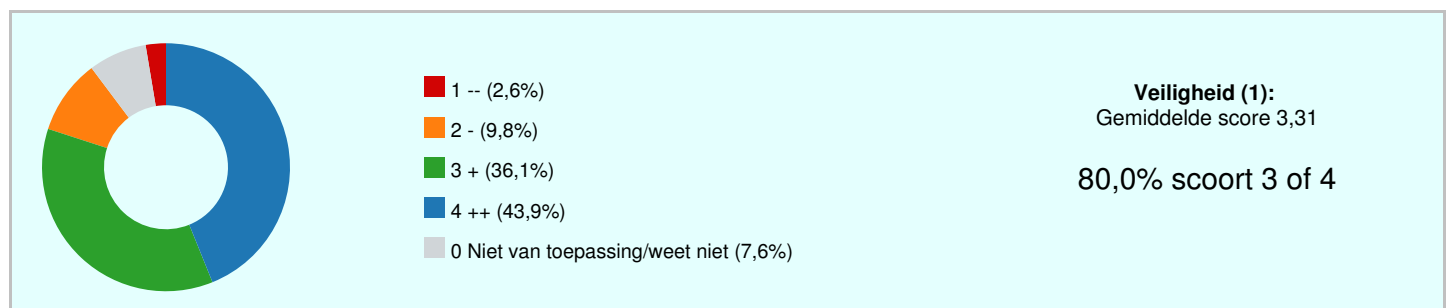 1 -- (2,6%)
2 - (9,8%)
3 + (36,1%)
4 ++ (43,9%)
0 Niet van toepassing/weet niet (7,6%)
Veiligheid (1):
Gemiddelde score 3,31
80,0% scoort 3 of 4